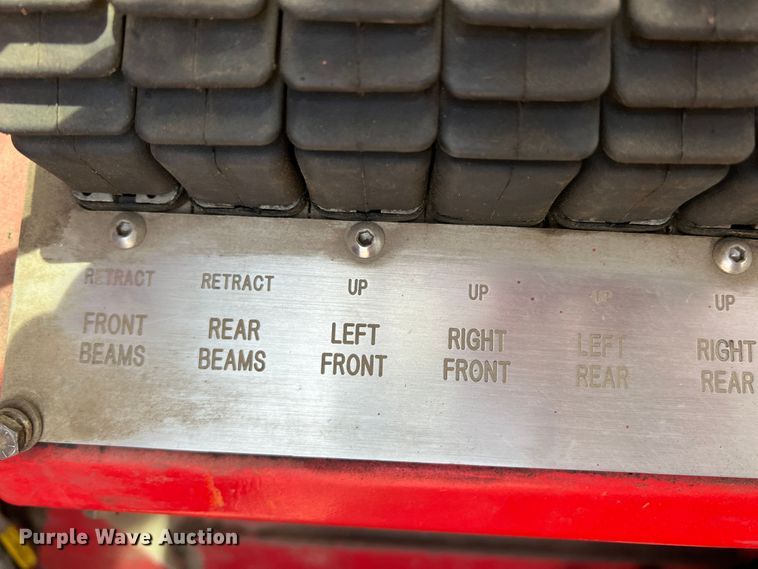 RETRACT RETRACT UP UP UP UP
FRONT REAR LEFT RIGHT LEFT RIGHT
BEAMS BEAMS FRONT FRONT REAR REAR
Purple Wave Auction